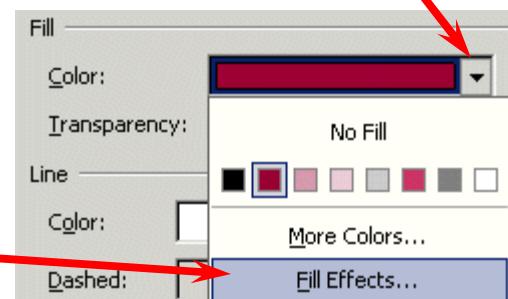 Fill
Color:
Transparency:
No Fill
Line
Color:
More Colors...
Dashed:
Fill Effects...